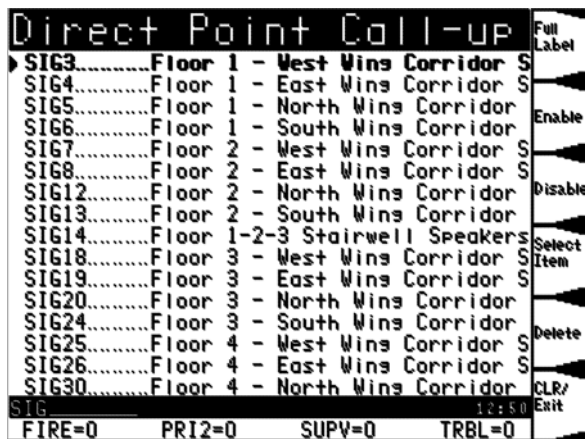 Direct Point Call-up
SIG3..........Floor 1 - West Wing Corridor S
SIG4..........Floor 1 - East Wing Corridor S
SIG5..........Floor 1 - North Wing Corridor
SIG6..........Floor 1 - South Wing Corridor
SIG7..........Floor 2 - West Wing Corridor S
SIG8..........Floor 2 - East Wing Corridor S
SIG12.........Floor 2 - North Wing Corridor
SIG13.........Floor 2 - South Wing Corridor
SIG14.........Floor 1-2-3 Stairwell Speakers
SIG18.........Floor 3 - West Wing Corridor S
SIG19.........Floor 3 - East Wing Corridor S
SIG20.........Floor 3 - North Wing Corridor
SIG24.........Floor 3 - South Wing Corridor
SIG25.........Floor 4 - West Wing Corridor S
SIG26.........Floor 4 - East Wing Corridor S
SIG30.........Floor 4 - North Wing Corridor
SIG__________ 12:50
FIRE=0 PRI2=0 SUPV=0 TRBL=0
Full
Label
Enable
Disable
Select
Item
Delete
CLR/
Exit